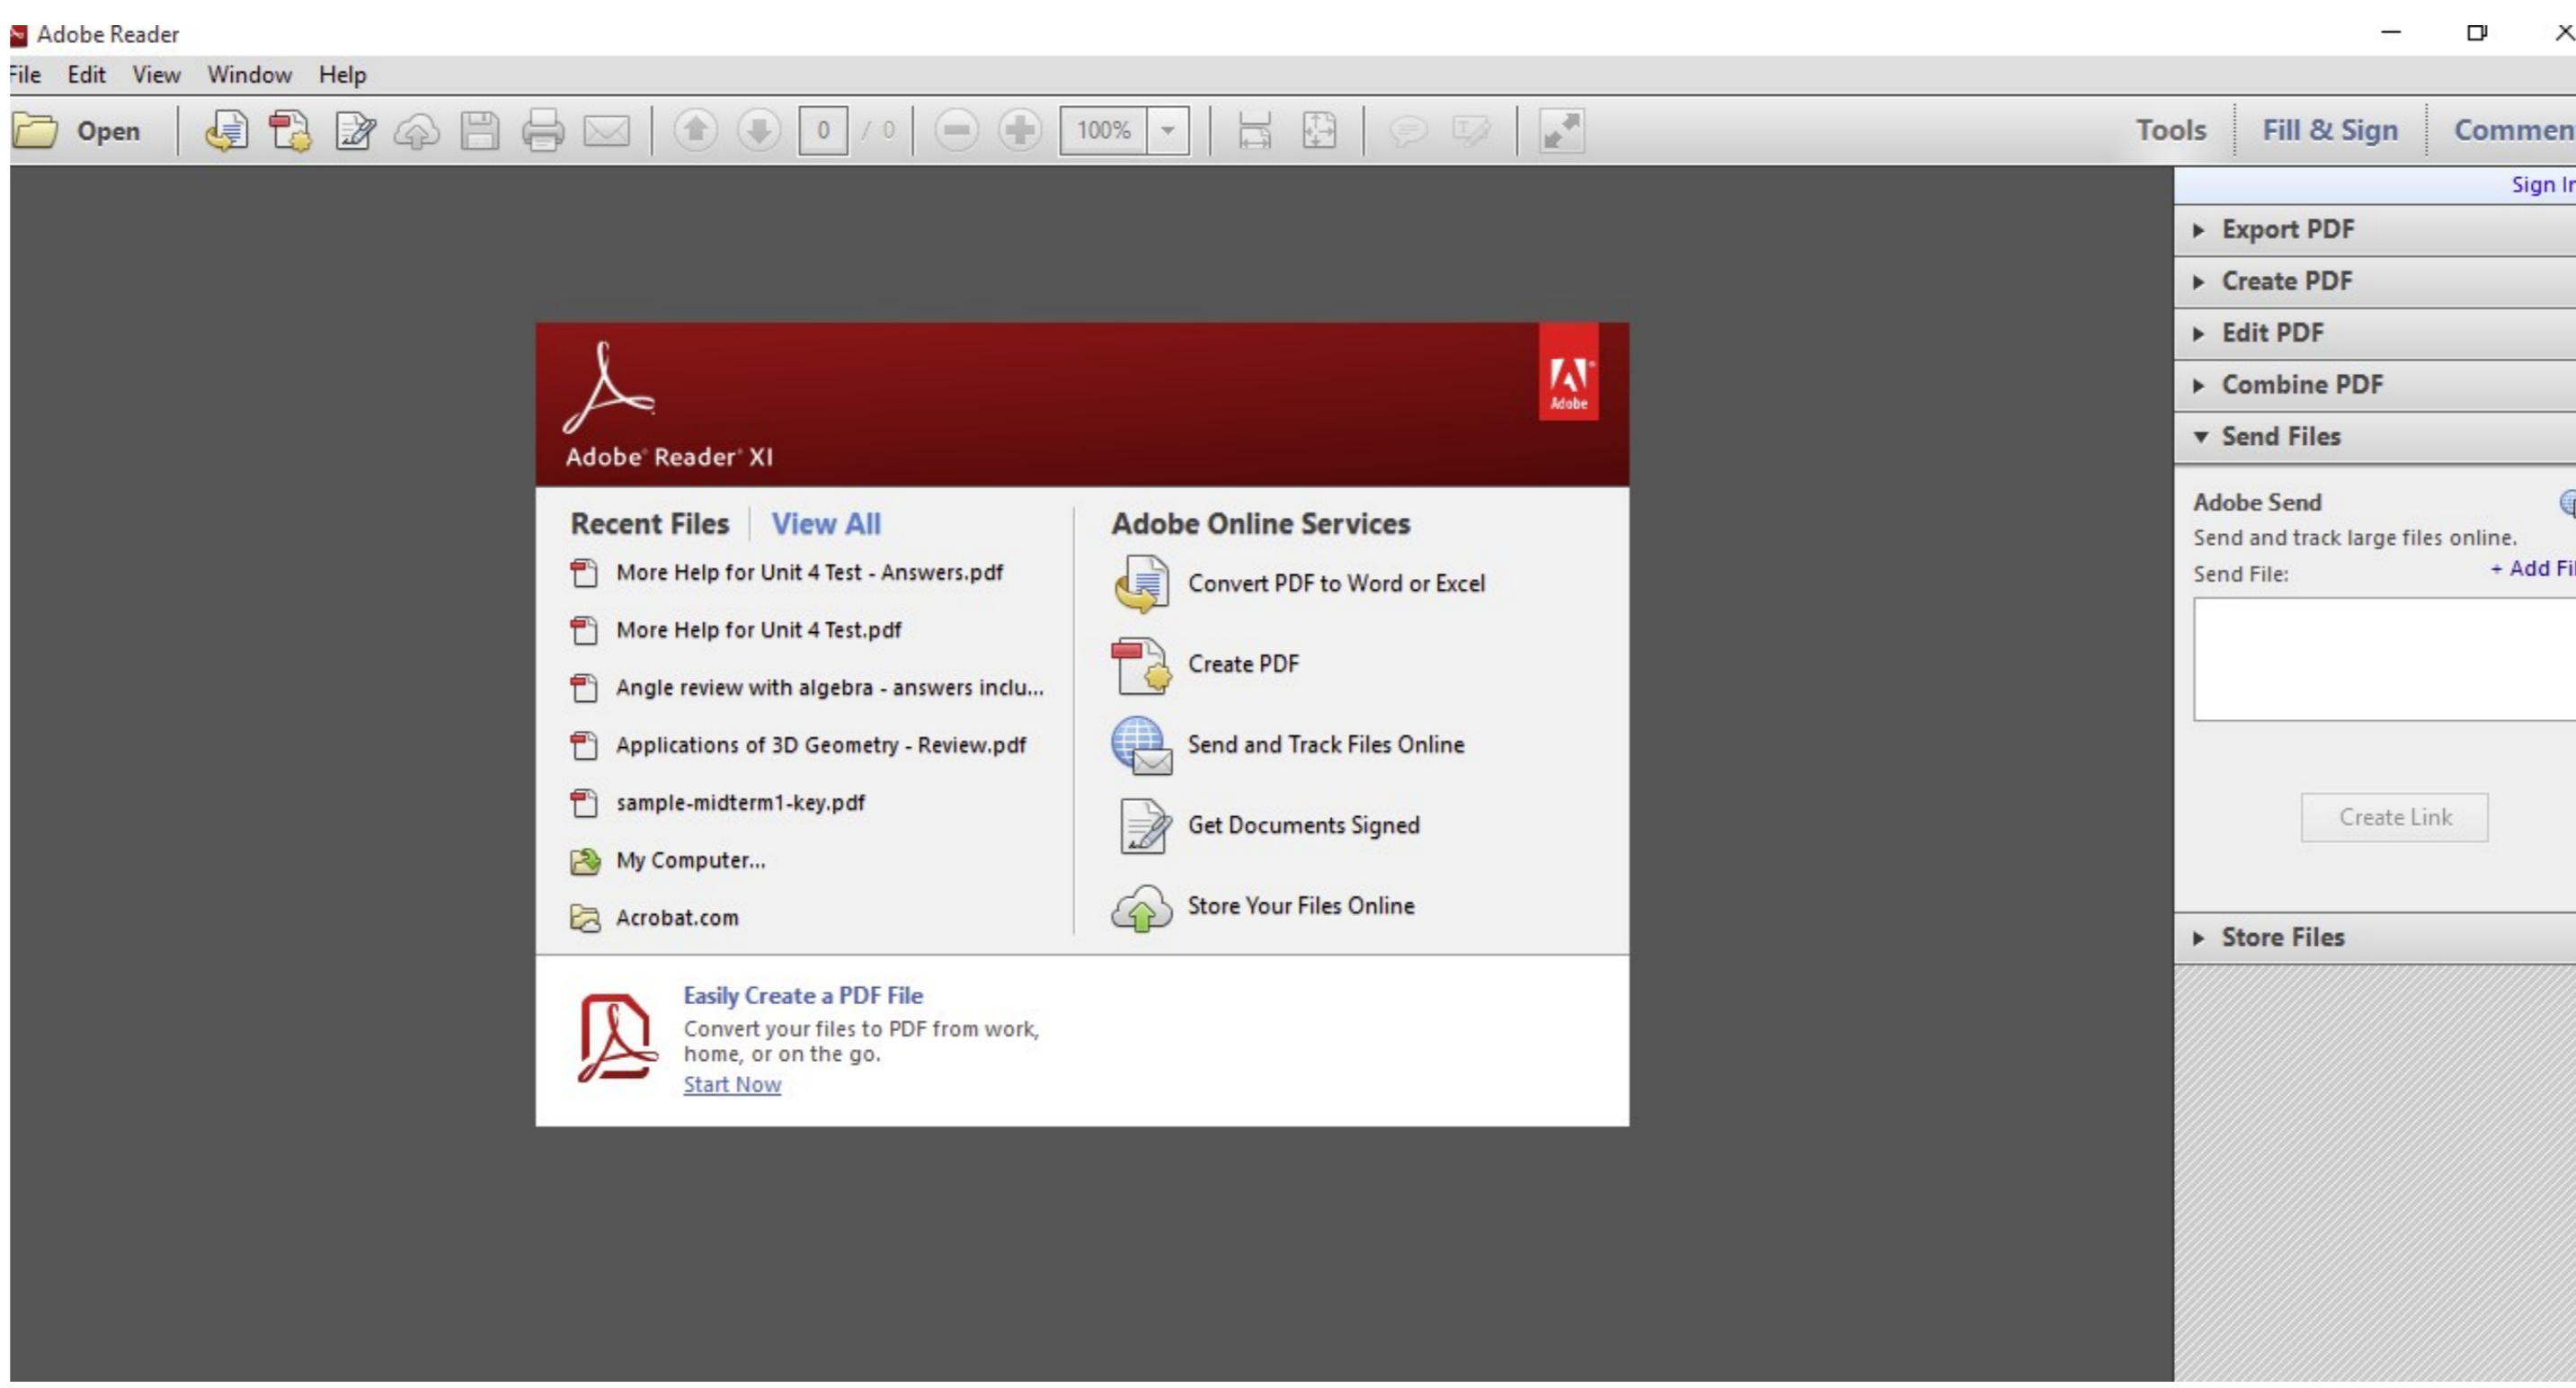 Adobe Reader
File Edit View Window Help
Open 0 / 0 100% Tools Fill & Sign Commen
Sign In
Export PDF
Create PDF
Edit PDF
Combine PDF
Send Files
Adobe Send
Send and track large files online.
Send File: + Add Fil
Create Link
Store Files
Adobe® Reader® XI
Adobe
Recent Files View All
More Help for Unit 4 Test - Answers.pdf
More Help for Unit 4 Test.pdf
Angle review with algebra - answers inclu...
Applications of 3D Geometry - Review.pdf
sample-midterm1-key.pdf
My Computer...
Acrobat.com
Adobe Online Services
Convert PDF to Word or Excel
Create PDF
Send and Track Files Online
Get Documents Signed
Store Your Files Online
Easily Create a PDF File
Convert your files to PDF from work,
home, or on the go.
Start Now